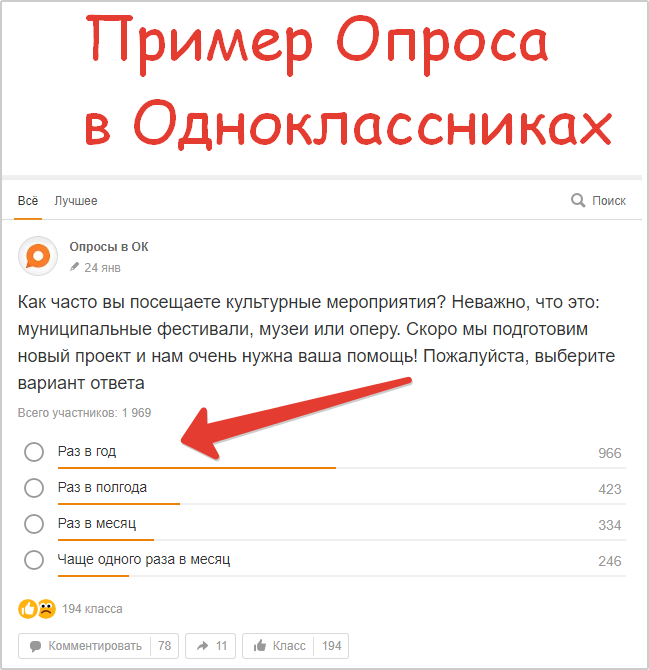 Пример Опроса
в Одноклассниках
Всё Лучшее Поиск
Опросы в ОК
24 янв
Как часто вы посещаете культурные мероприятия? Неважно, что это:
муниципальные фестивали, музеи или оперу. Скоро мы подготовим
новый проект и нам очень нужна ваша помощь! Пожалуйста, выберите
вариант ответа
Всего участников: 1 969
Раз в год 966
Раз в полгода 423
Раз в месяц 334
Чаще одного раза в месяц 246
194 класса
Комментировать 78 11 Класс 194